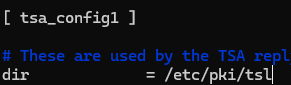 [ tsa_config1 ]
# These are used by the TSA repl
dir = /etc/pki/tsl